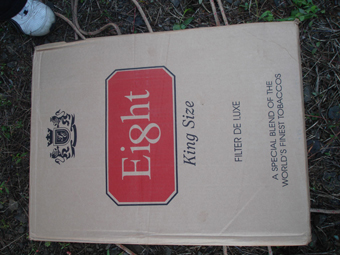 Eight
King Size
FILTER DE LUXE
A SPECIAL BLEND OF THE
WORLD'S FINEST TOBACCOS